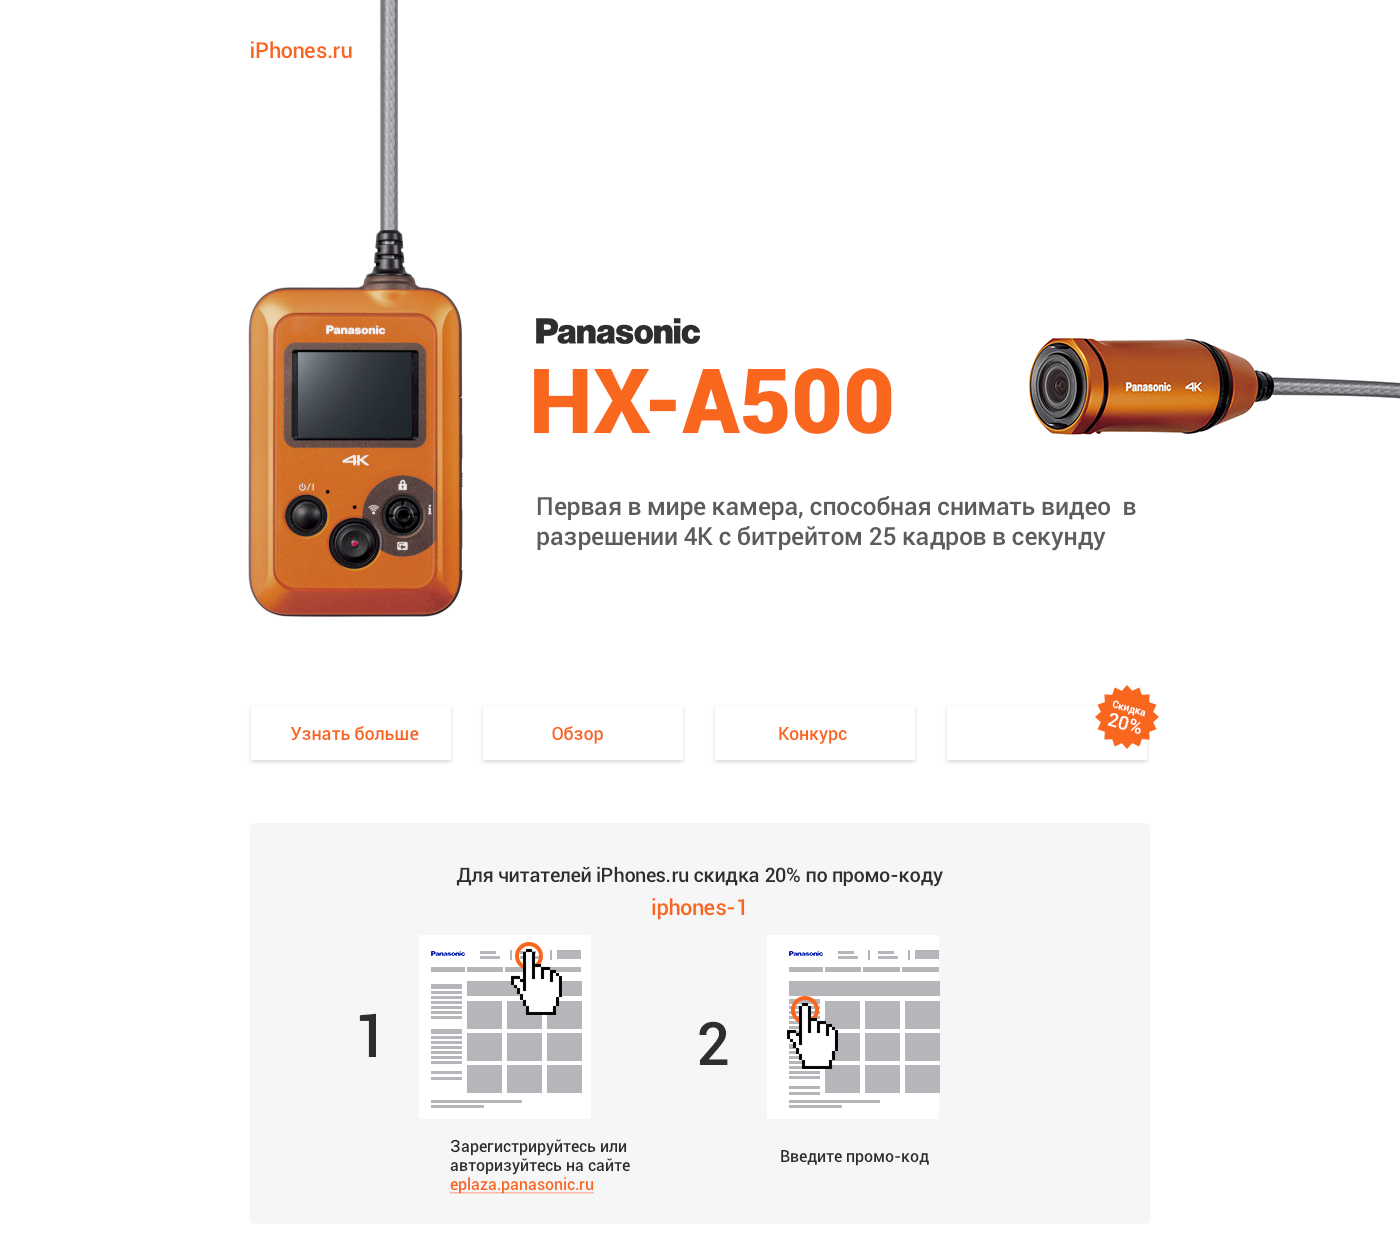 iPhones.ru
Panasonic
4K
Panasonic
HX-A500
Panasonic 4K
Первая в мире камера, способная снимать видео в
разрешении 4K с битрейтом 25 кадров в секунду
Узнать больше
Обзор
Конкурс
Скидка
20%
Для читателей iPhones.ru скидка 20% по промо-коду
iphones-1
Panasonic
Panasonic
1
2
Зарегистрируйтесь или
авторизуйтесь на сайте
eplaza.panasonic.ru
Введите промо-код